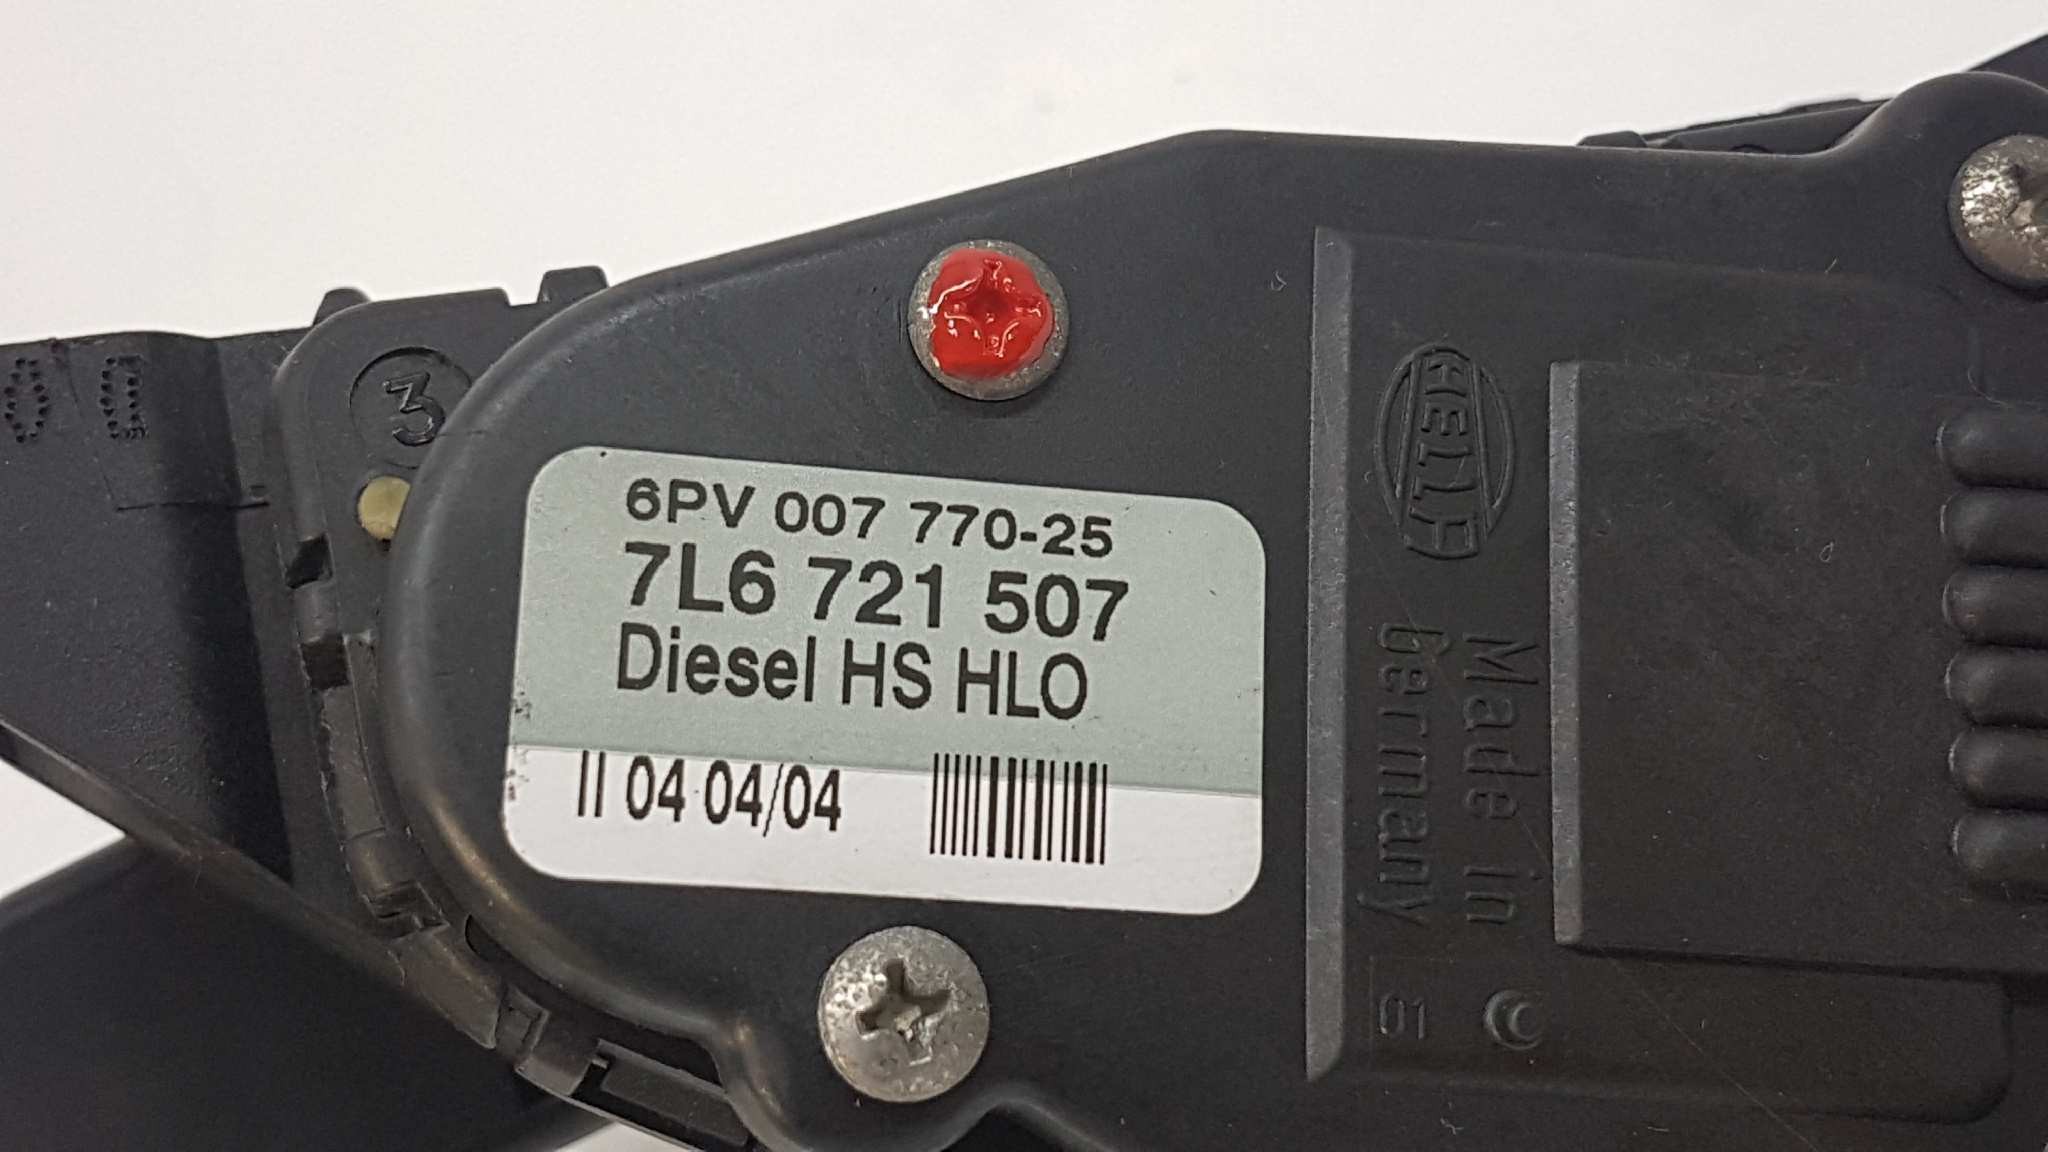 3
6PV 007 770-25
7L6 721 507
Diesel HS HLO
II 04 04/04
HELLA
Made in
Germany